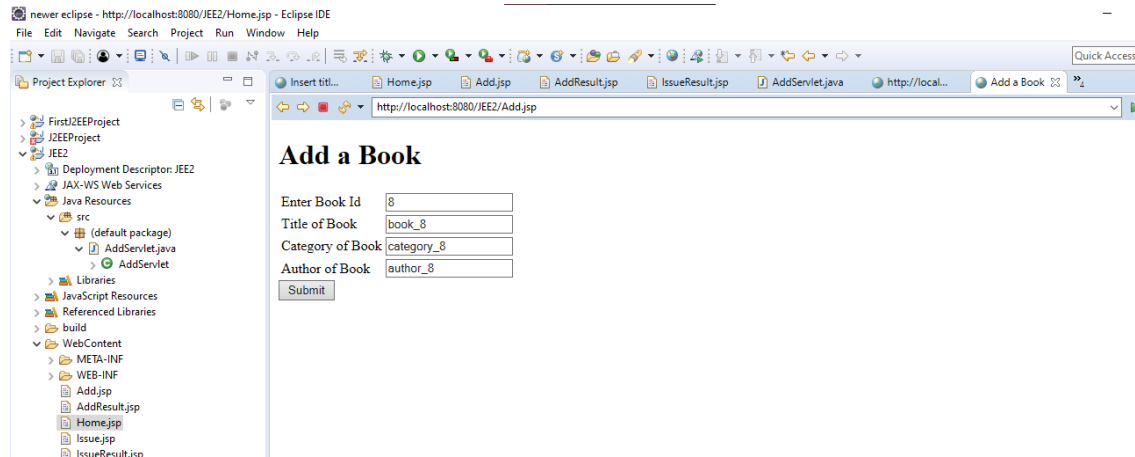 newer eclipse - http://localhost:8080/JEE2/Home.jsp - Eclipse IDE
File Edit Navigate Search Project Run Window Help
Quick Access
Project Explorer
Insert titl... Home.jsp Add.jsp AddResult.jsp IssueResult.jsp AddServlet.java http://local... Add a Book »4
http://localhost:8080/JEE2/Add.jsp
FirstJ2EEProject
J2EEProject
JEE2
Deployment Descriptor: JEE2
JAX-WS Web Services
Java Resources
src
(default package)
AddServlet.java
AddServlet
Libraries
JavaScript Resources
Referenced Libraries
build
WebContent
META-INF
WEB-INF
Add.jsp
AddResult.jsp
Home.jsp
Issue.jsp
IssueResult.jsp
Add a Book
Enter Book Id 8
Title of Book book_8
Category of Book category_8
Author of Book author_8
Submit